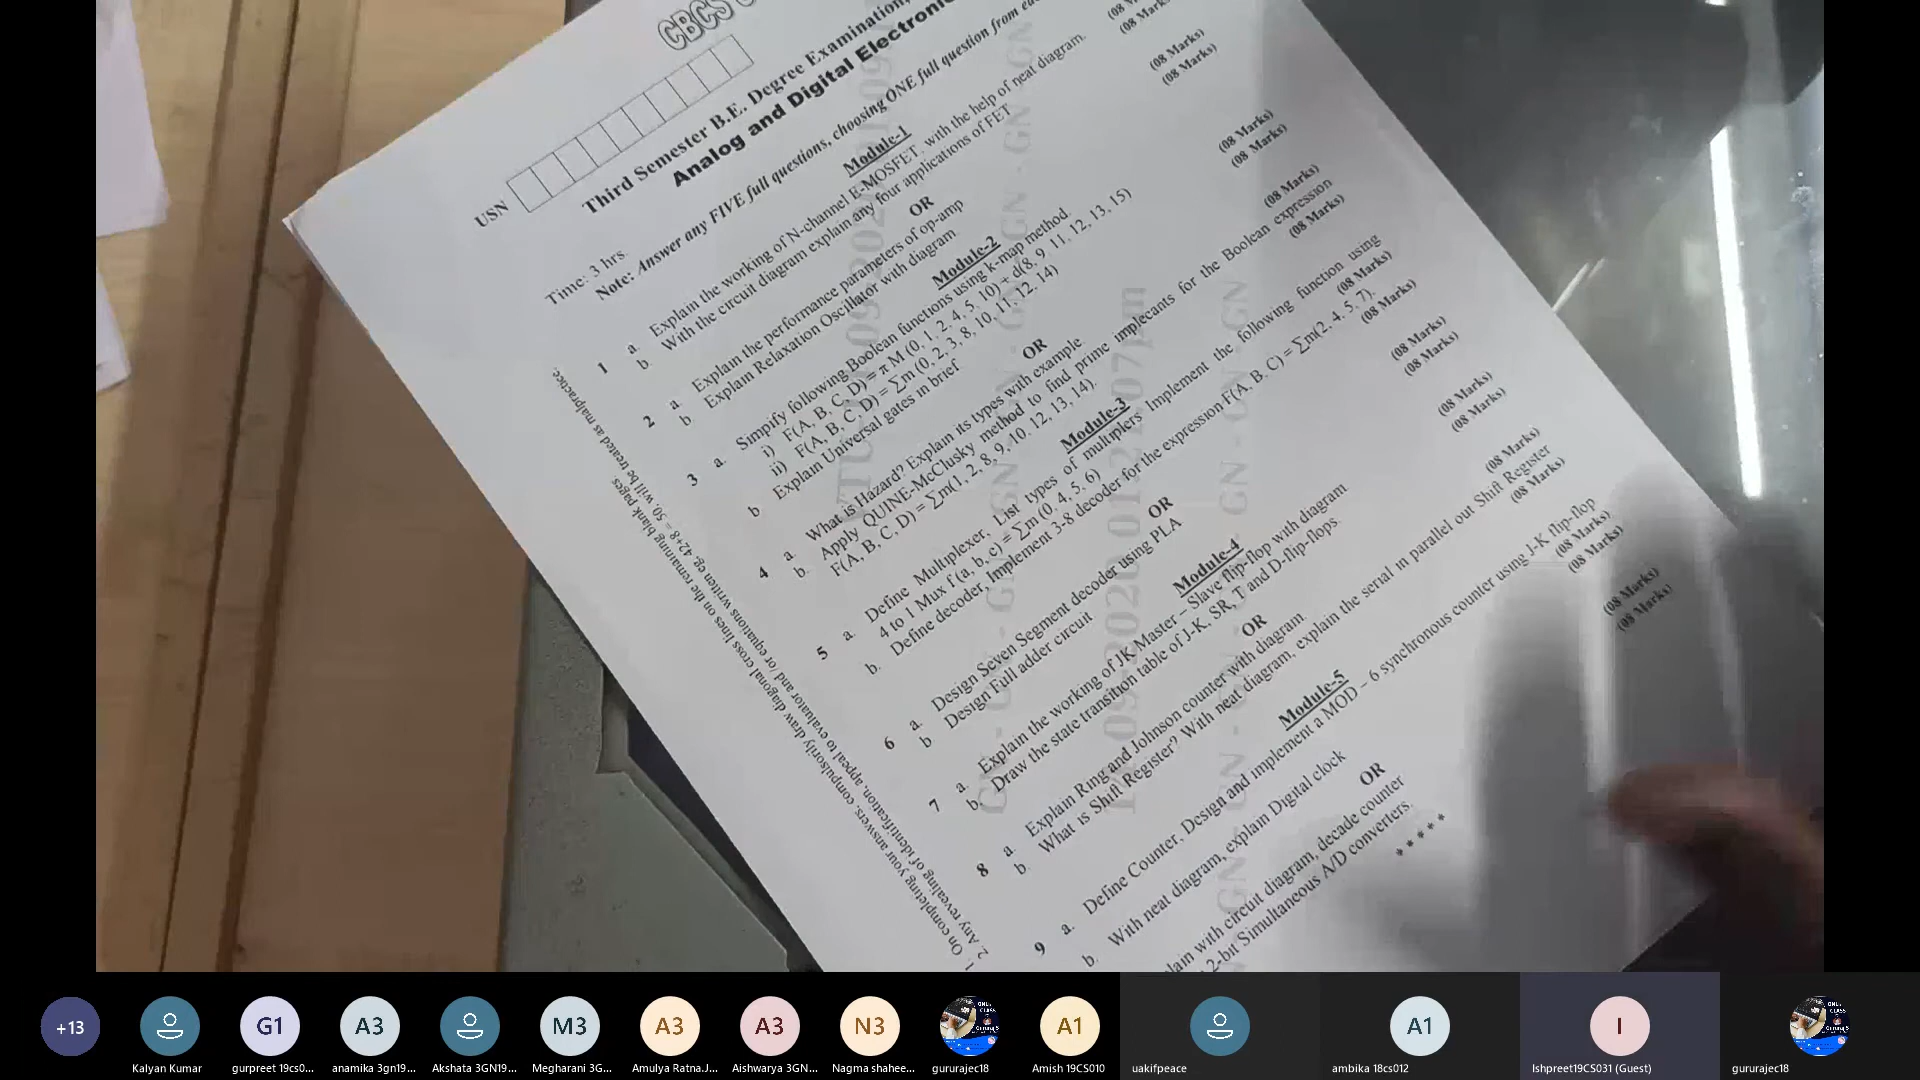 CBCS
USN
Third Semester B.E. Degree Examination,
Analog and Digital Electronic
Time: 3 hrs
Note: Answer any FIVE full questions, choosing ONE full question from
Module-1
1 a. Explain the working of N-channel E-MOSFET, with the help of neat diagram. (08 Marks)
b With the circuit diagram explain any four applications of FET (08 Marks)
OR
2 a. Explain the performance parameters of op-amp (08 Marks)
b Explain Relaxation Oscillator with diagram. (08 Marks)
Module-2
3 a. Simpify following Boolean functions using k-map method.
i) F(A, B, C, D) = π M (0, 1, 2, 4, 5, 10) + d(8, 9, 11, 12, 13, 15)
ii) F(A, B, C, D) = ∑m (0, 2, 3, 8, 10, 11, 12, 14) (08 Marks)
b Explain Universal gates in brief (08 Marks)
OR
4 a. What is Hazard? Explain its types with example. (08 Marks)
b. Apply QUINE-McClusky method to find prime implecants for the Boolean expression
F(A, B, C, D) = ∑m(1, 2, 8, 9, 10, 12, 13, 14). (08 Marks)
Module-3
5 a. Define Multiplexer, List types of multiplers Implement the following function using
4 to 1 Mux f (a, b, c) = ∑m (0, 4, 5, 6) (08 Marks)
b. Define decoder, Implement 3-8 decoder for the expression F(A, B, C) = ∑m(2, 4, 5, 7). (08 Marks)
OR
6 a. Design Seven Segment decoder using PLA (08 Marks)
b Design Full adder circuit (08 Marks)
Module-4
7 a. Explain the working of JK Master – Slave flip-flop with diagram (08 Marks)
b. Draw the state transition table of J-K, SR, T and D-flip-flops. (08 Marks)
OR
8 a. Explain Ring and Johnson counter with diagram. (08 Marks)
b What is Shift Register? With neat diagram, explain the serial in parallel out Shift Register (08 Marks)
Module-5
9 a. Define Counter, Design and implement a MOD – 6 synchronous counter using J-K flip-flop (08 Marks)
b. With neat diagram, explain Digital clock (08 Marks)
OR
lain with circuit diagram, decade counter (08 Marks)
2-bit Simultaneous A/D converters. (08 Marks)
* * * * *
1. On completing your answers, compulsorily draw diagonal cross lines on the remaining blank pages.
2. Any revealing of identification, appeal to evaluator and /or equations written eg, 42+8 = 50, will be treated as malpractice.
+13
Kalyan Kumar
G1
gurpreet 19cs0...
A3
anamika 3gn19...
Akshata 3GN19...
M3
Megharani 3G...
A3
Amulya Ratna.J...
A3
Aishwarya 3GN...
N3
Nagma shahee...
gururajec18
A1
Amish 19CS010
uakifpeace
A1
ambika 18cs012
I
Ishpreet19CS031 (Guest)
gururajec18